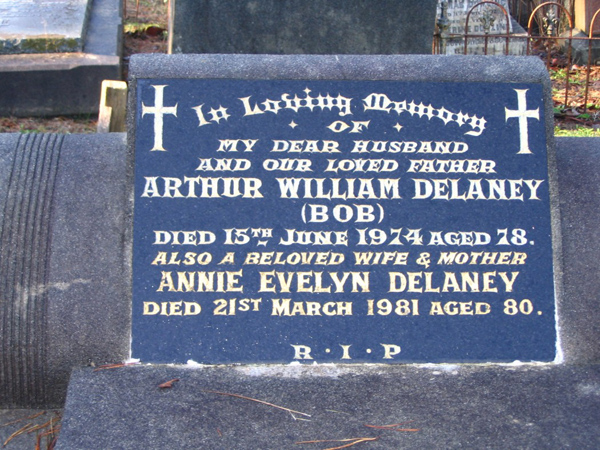 In Loving Memory
OF
MY DEAR HUSBAND
AND OUR LOVED FATHER
ARTHUR WILLIAM DELANEY
(BOB)
DIED 15TH JUNE 1974 AGED 78.
ALSO A BELOVED WIFE & MOTHER
ANNIE EVELYN DELANEY
DIED 21ST MARCH 1981 AGED 80.
R · I · P